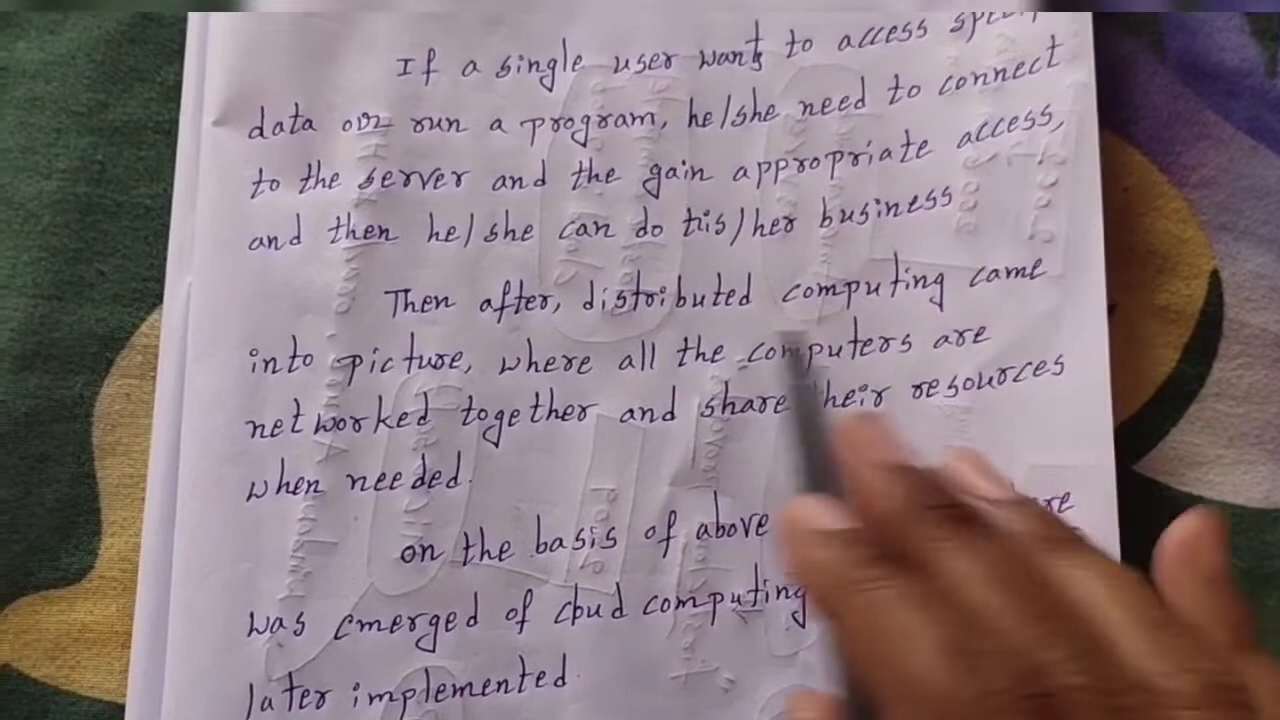 If a single user wants to access
data or run a program, he/she need to connect
to the server and the gain appropriate access,
and then he/she can do his/her business
Then after, distributed computing came
into picture, where all the computers are
networked together and share their resources
when needed.
on the basis of above
was emerged of cloud computing
later implemented.